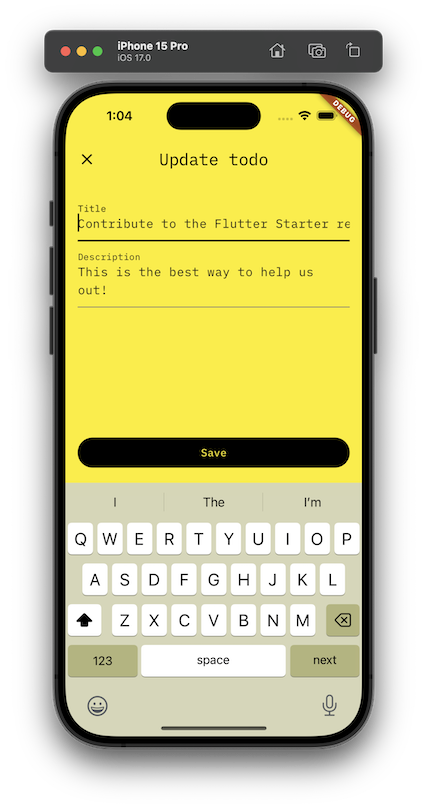 iPhone 15 Pro
iOS 17.0
1:04
DEBUG
Update todo
Title
Contribute to the Flutter Starter re
Description
This is the best way to help us
out!
Save
I The I'm
Q W E R T Y U I O P
A S D F G H J K L
Z X C V B N M
123 space next